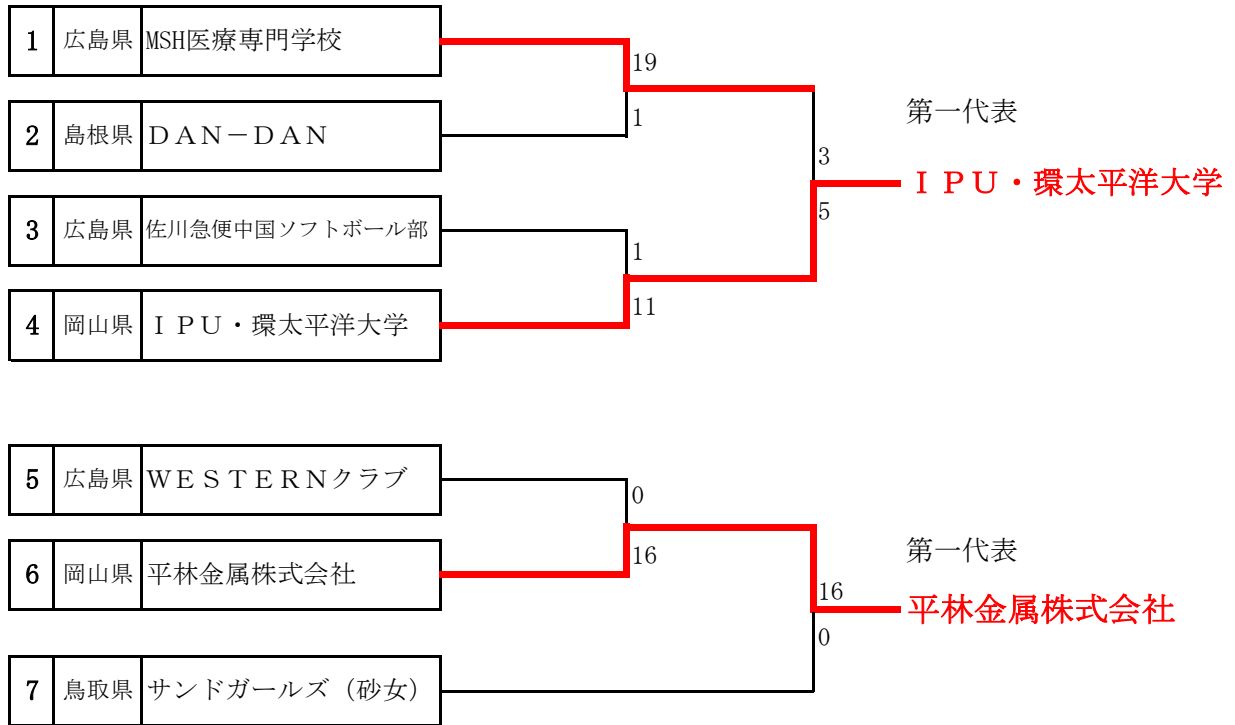 1 広島県 MSH医療専門学校
19
第一代表
2 島根県 ＤＡＮ－ＤＡＮ
1
3
ＩＰＵ・環太平洋大学
5
3 広島県 佐川急便中国ソフトボール部
1
11
4 岡山県 ＩＰＵ・環太平洋大学
5 広島県 ＷＥＳＴＥＲＮクラブ
0
第一代表
6 岡山県 平林金属株式会社
16
16
平林金属株式会社
0
7 鳥取県 サンドガールズ（砂女）